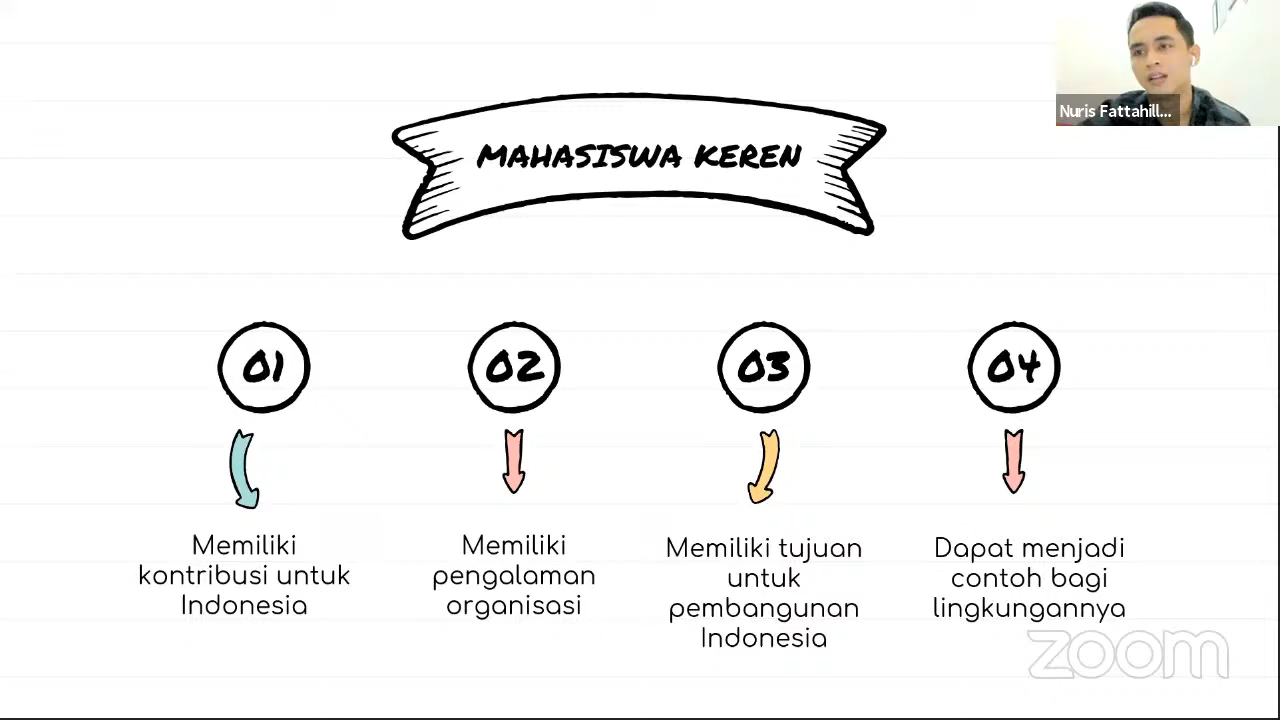 Nuris Fattahill...
MAHASISWA KEREN
01
02
03
04
Memiliki
kontribusi untuk
Indonesia
Memiliki
pengalaman
organisasi
Memiliki tujuan
untuk
pembangunan
Indonesia
Dapat menjadi
contoh bagi
lingkungannya
zoom